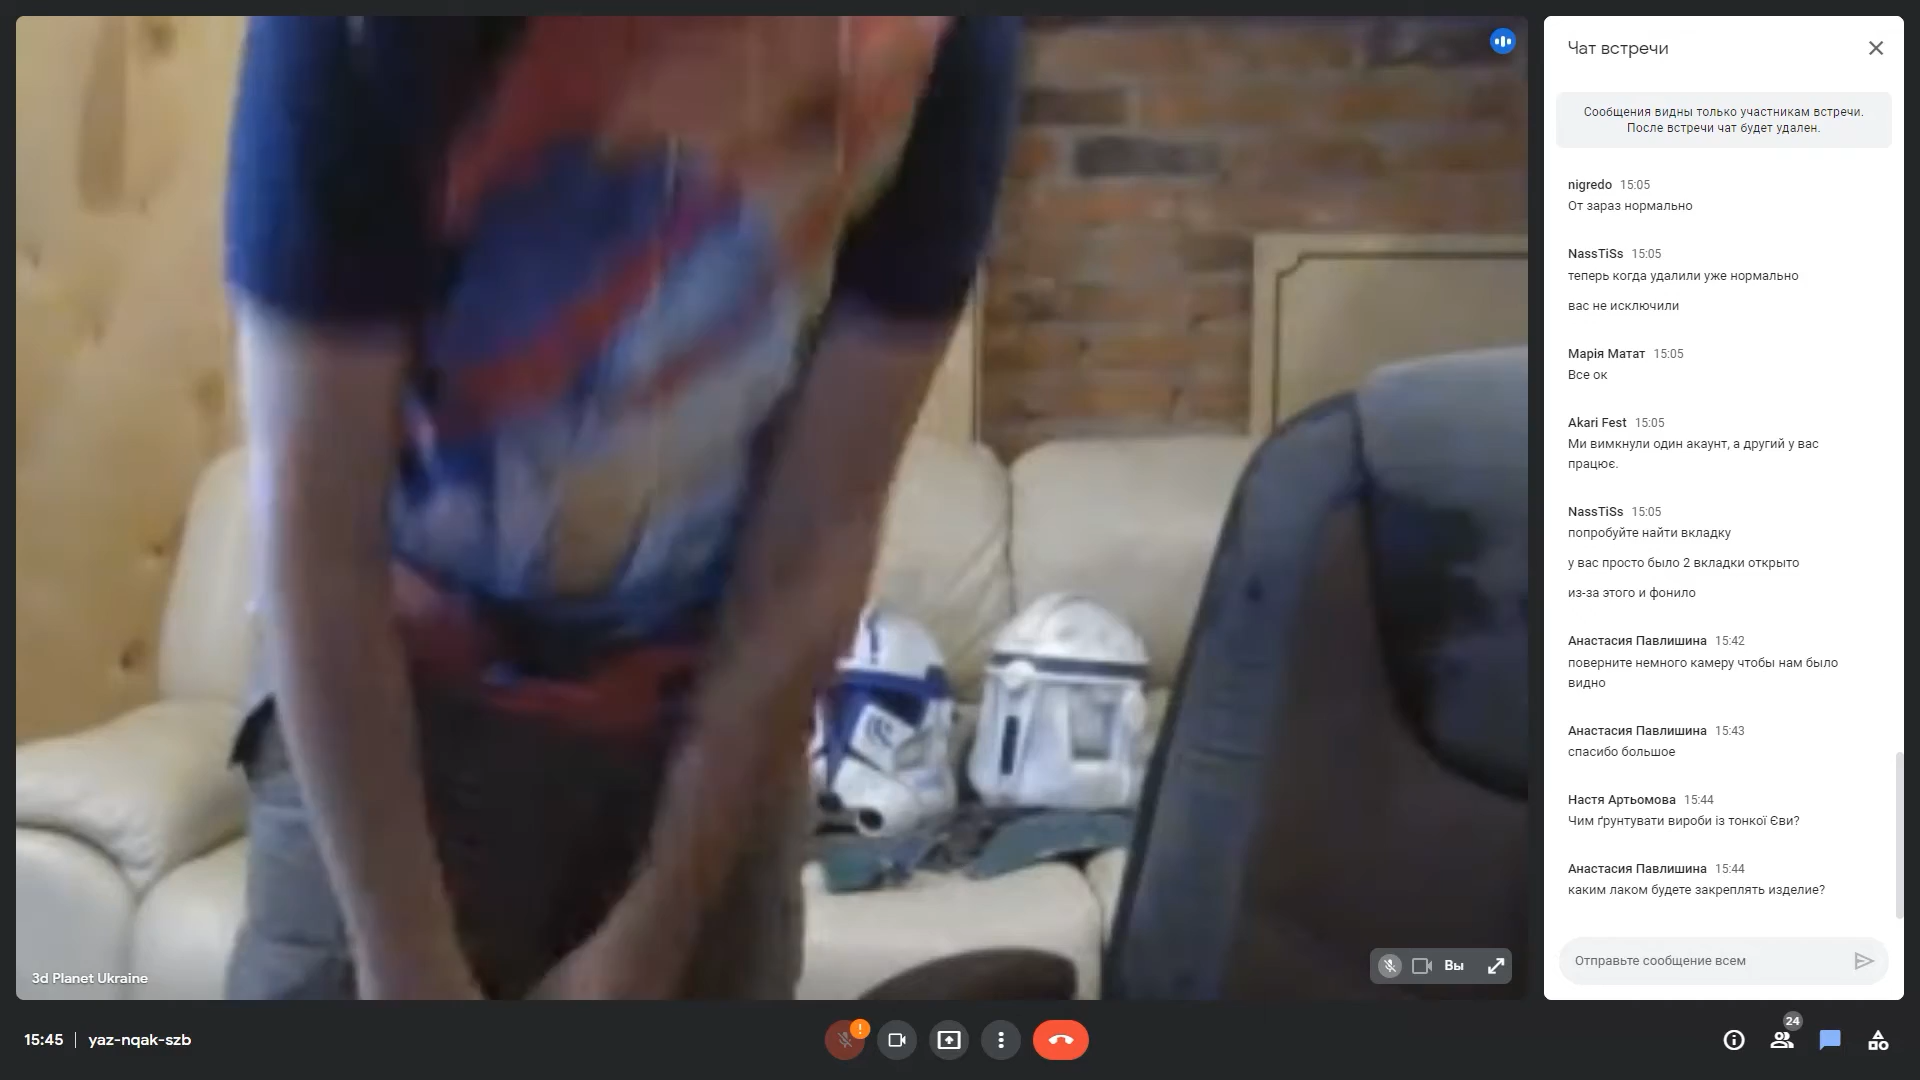 Чат встречи
Сообщения видны только участникам встречи.
После встречи чат будет удален.
nigredo 15:05
От зараз нормально
NassTiSs 15:05
теперь когда удалили уже нормально
вас не исключили
Марія Матат 15:05
Все ок
Akari Fest 15:05
Ми вимкнули один акаунт, а другий у вас
працює.
NassTiSs 15:05
попробуйте найти вкладку
у вас просто было 2 вкладки открыто
из-за этого и фонило
Анастасия Павлишина 15:42
поверните немного камеру чтобы нам было
видно
Анастасия Павлишина 15:43
спасибо большое
Настя Артьомова 15:44
Чим ґрунтувати вироби із тонкої Єви?
Анастасия Павлишина 15:44
каким лаком будете закреплять изделие?
Отправьте сообщение всем
3d Planet Ukraine
Вы
15:45 | yaz-nqak-szb
24